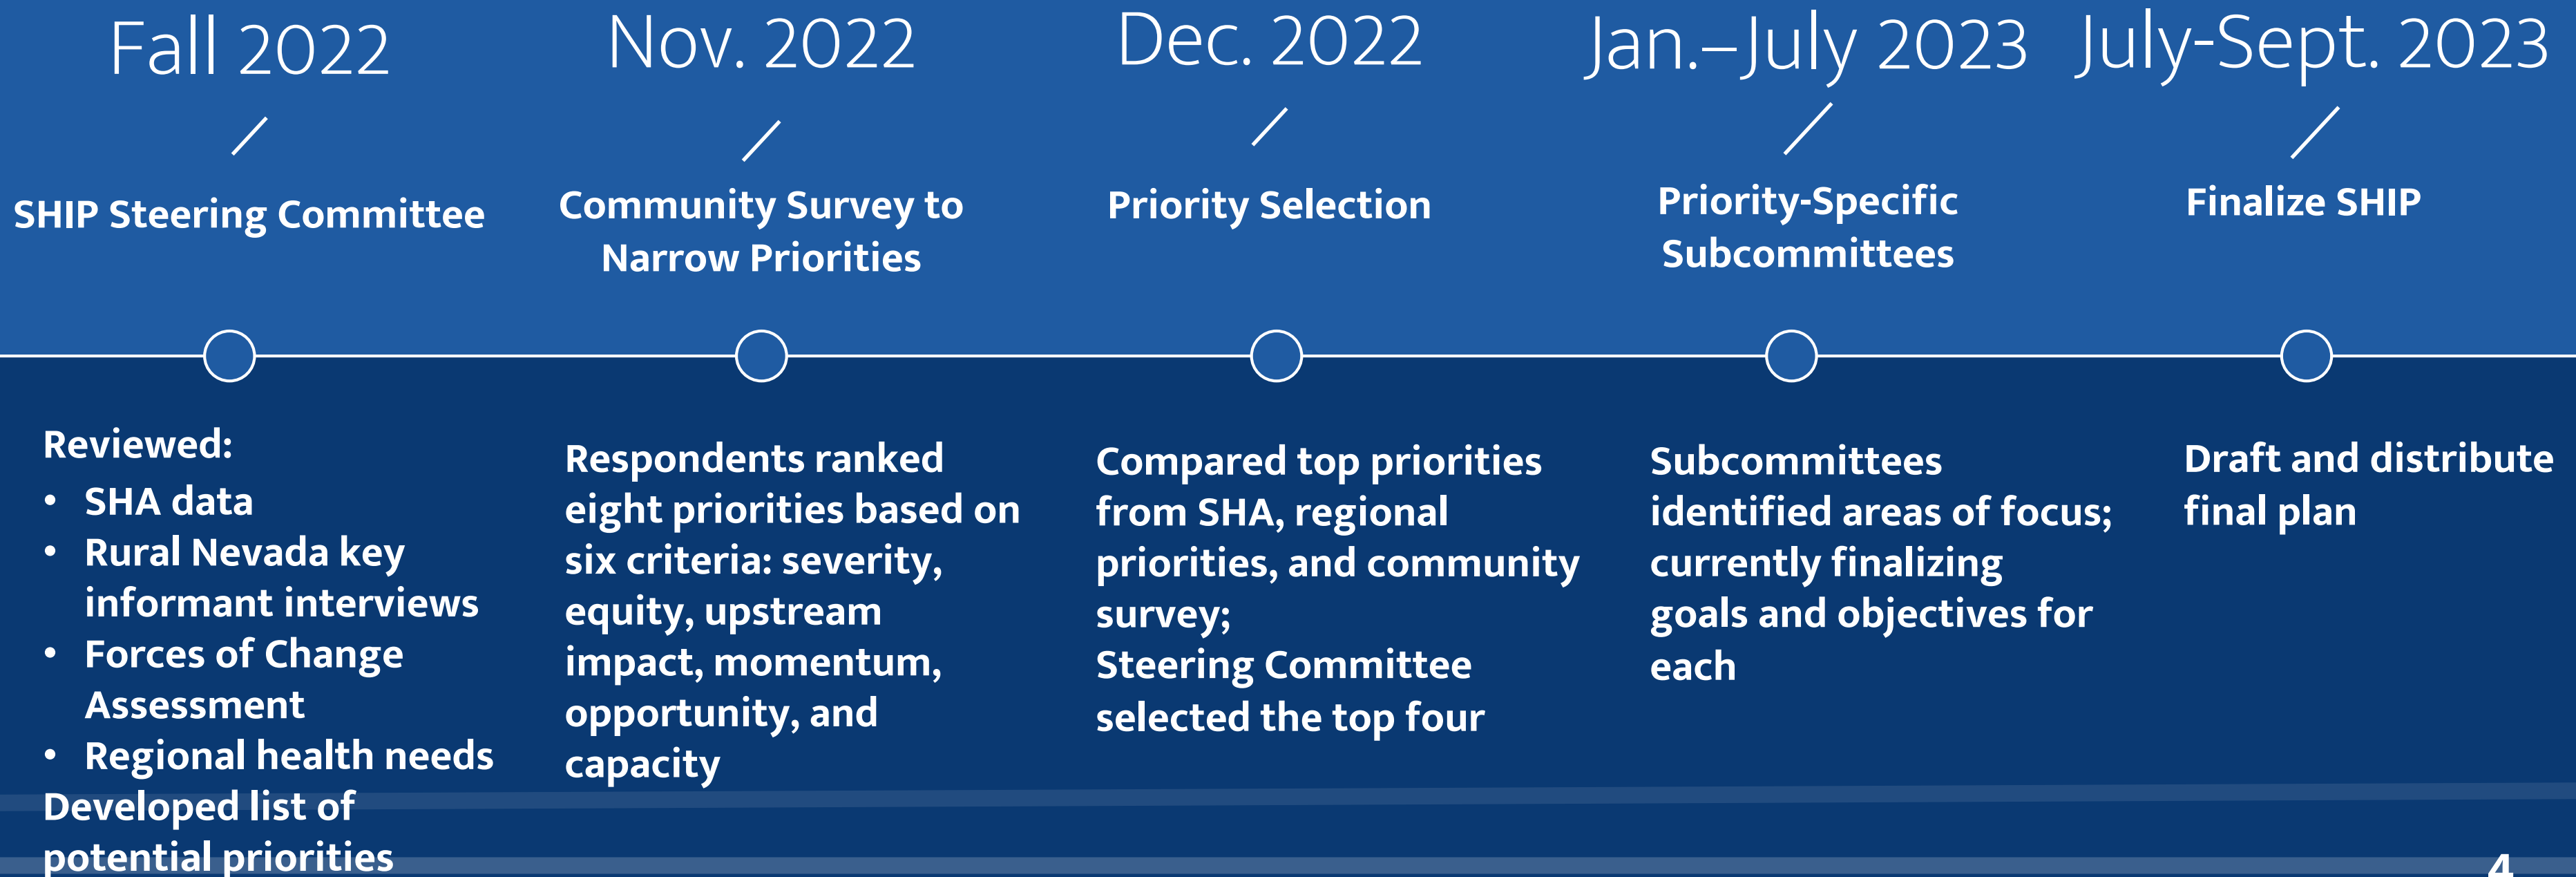 Fall 2022
SHIP Steering Committee
Reviewed:
• SHA data
• Rural Nevada key
informant interviews
• Forces of Change
Assessment
• Regional health needs
Developed list of
potential priorities
Nov. 2022
Community Survey to
Narrow Priorities
Respondents ranked
eight priorities based on
six criteria: severity,
equity, upstream
impact, momentum,
opportunity, and
capacity
Dec. 2022
Priority Selection
Compared top priorities
from SHA, regional
priorities, and community
survey;
Steering Committee
selected the top four
Jan.–July 2023
Priority-Specific
Subcommittees
Subcommittees
identified areas of focus;
currently finalizing
goals and objectives for
each
July-Sept. 2023
Finalize SHIP
Draft and distribute
final plan
4